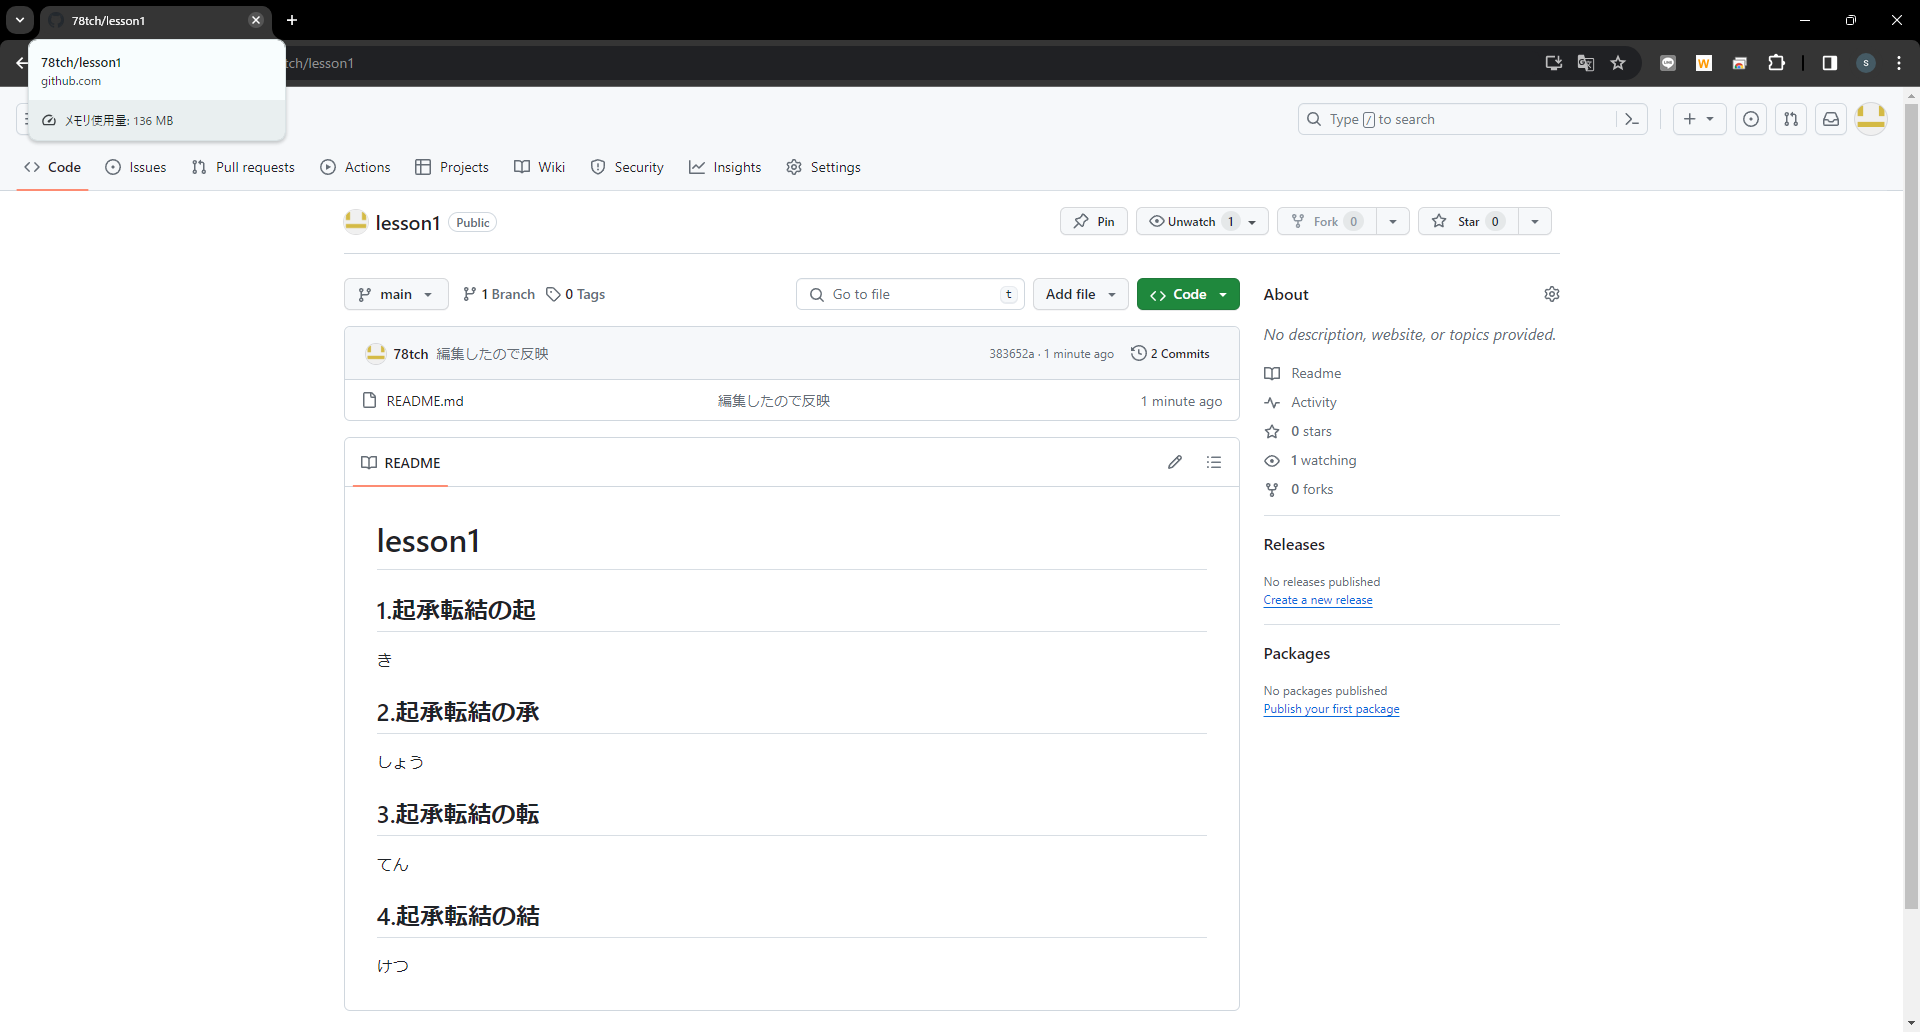 78tch/lesson1
78tch/lesson1
github.com
メモリ使用量: 136 MB
tch/lesson1
W
S
Type / to search
Code Issues Pull requests Actions Projects Wiki Security Insights Settings
lesson1 Public
Pin Unwatch 1 Fork 0 Star 0
main 1 Branch 0 Tags Go to file t Add file Code
78tch 編集したので反映 383652a · 1 minute ago 2 Commits
README.md 編集したので反映 1 minute ago
README
lesson1
1.起承転結の起
き
2.起承転結の承
しょう
3.起承転結の転
てん
4.起承転結の結
けつ
About
No description, website, or topics provided.
Readme
Activity
0 stars
1 watching
0 forks
Releases
No releases published
Create a new release
Packages
No packages published
Publish your first package